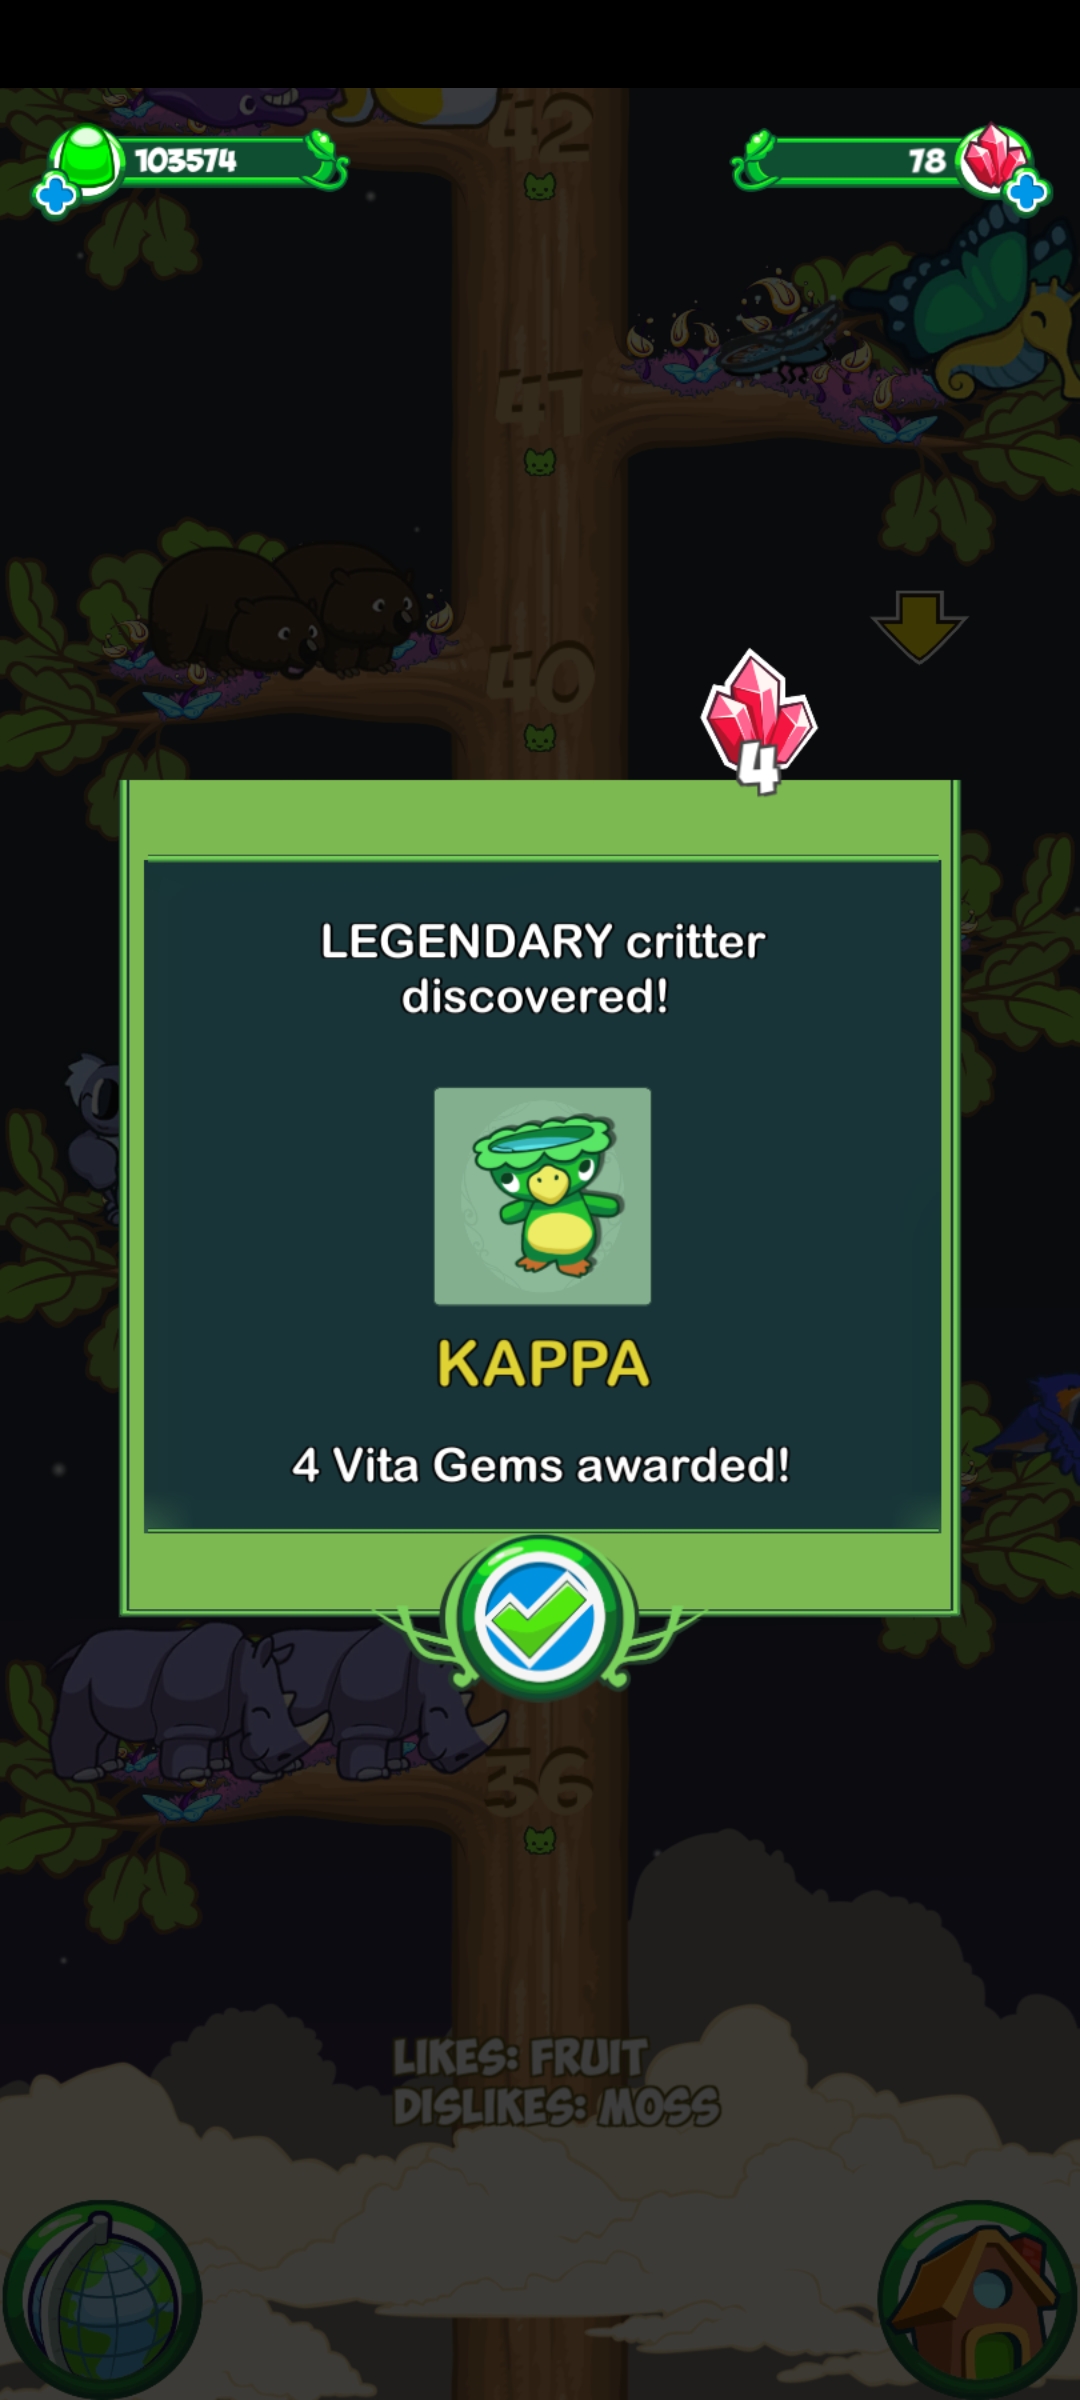 42
103574
78
41
40
4
LEGENDARY critter
discovered!
KAPPA
4 Vita Gems awarded!
36
LIKES: FRUIT
DISLIKES: MOSS